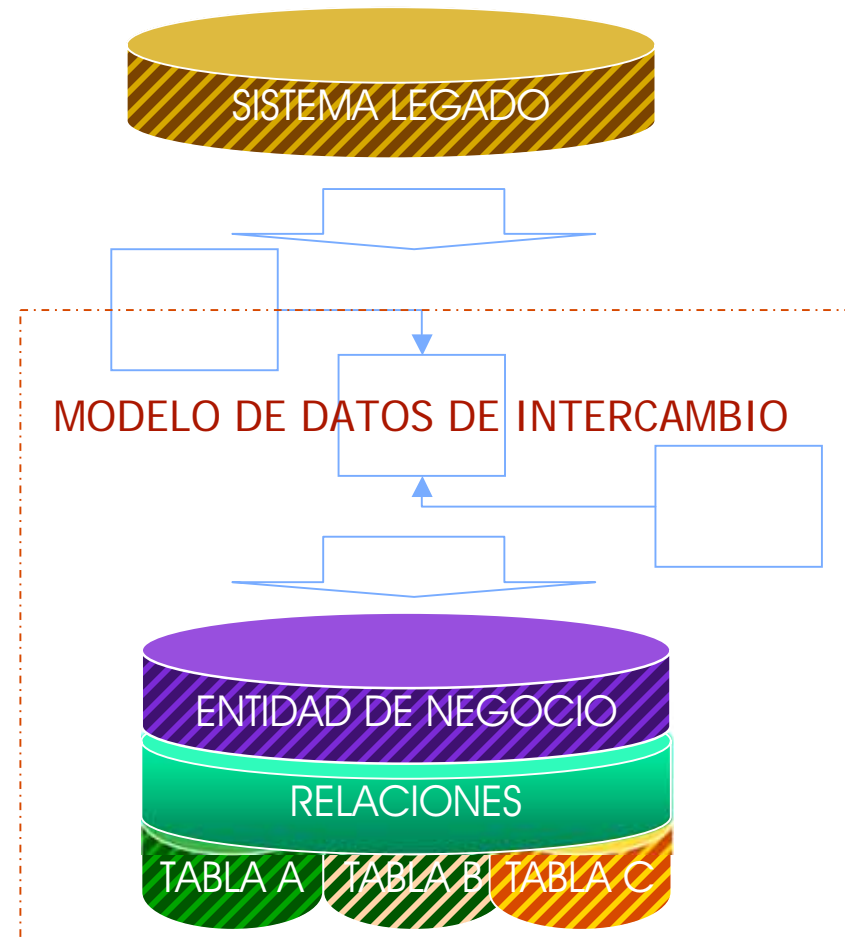 SISTEMA LEGADO
MODELO DE DATOS DE INTERCAMBIO
ENTIDAD DE NEGOCIO
RELACIONES
TABLA A
TABLA B
TABLA C